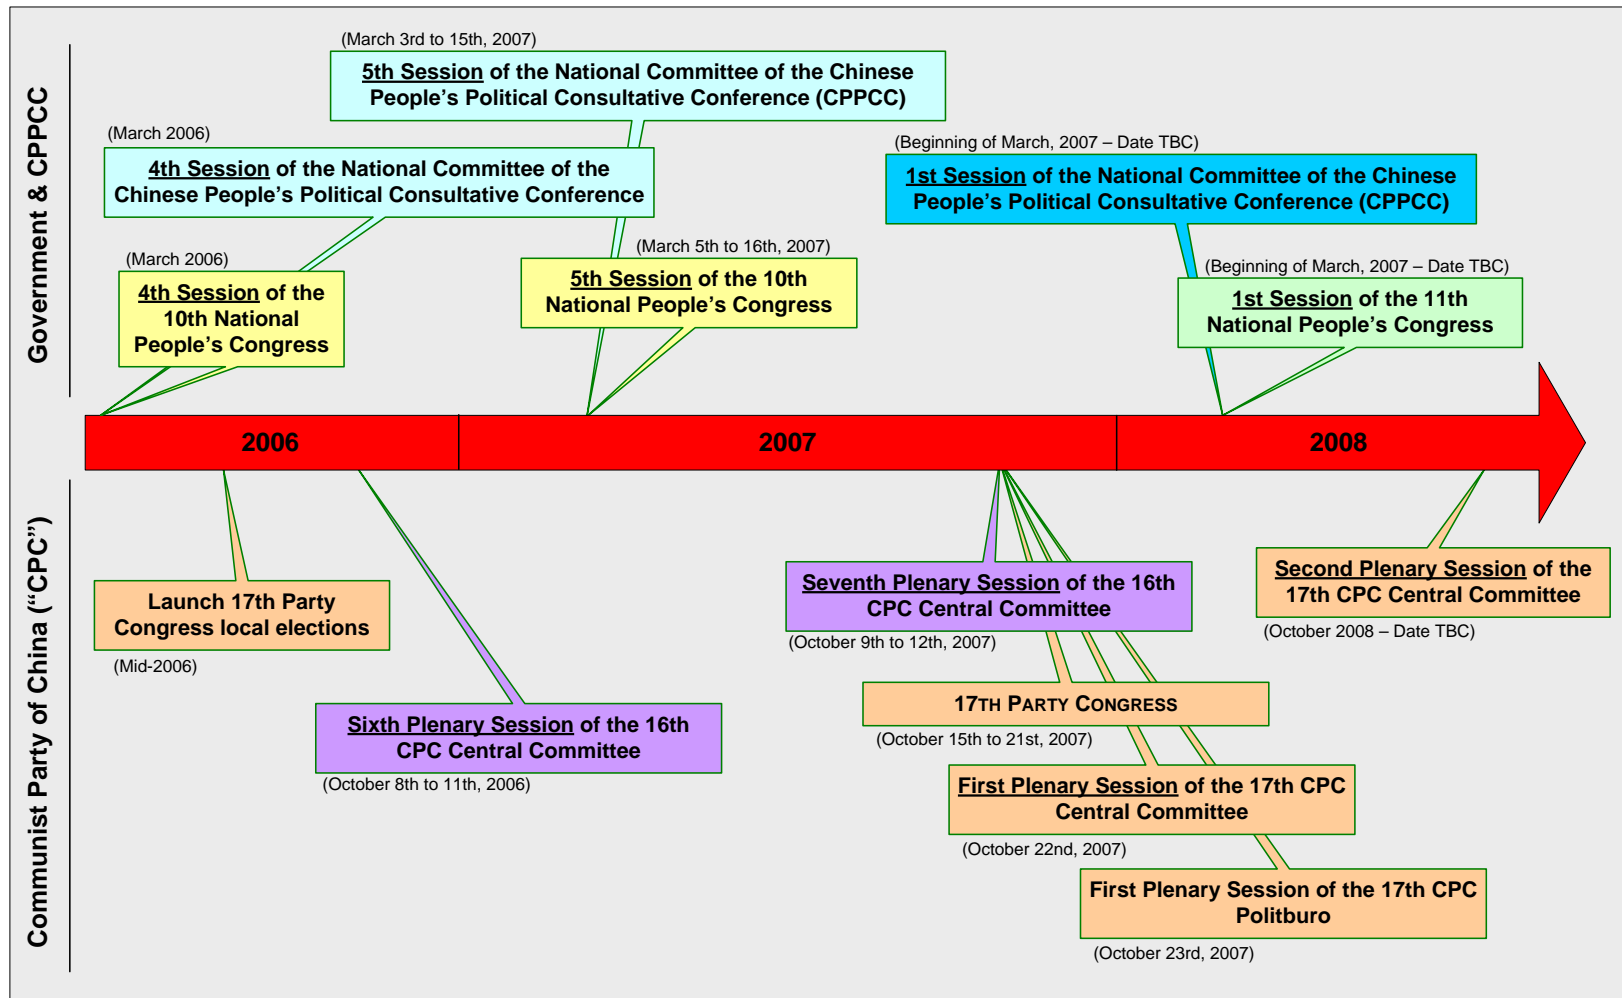 Government & CPPCC
(March 3rd to 15th, 2007)
5th Session of the National Committee of the Chinese
People’s Political Consultative Conference (CPPCC)
(March 2006)
4th Session of the National Committee of the
Chinese People’s Political Consultative Conference
(Beginning of March, 2007 – Date TBC)
1st Session of the National Committee of the Chinese
People’s Political Consultative Conference (CPPCC)
(March 2006)
4th Session of the
10th National
People’s Congress
(March 5th to 16th, 2007)
5th Session of the 10th
National People’s Congress
(Beginning of March, 2007 – Date TBC)
1st Session of the 11th
National People’s Congress
2006
2007
2008
Communist Party of China (“CPC”)
Launch 17th Party
Congress local elections
(Mid-2006)
Sixth Plenary Session of the 16th
CPC Central Committee
(October 8th to 11th, 2006)
Seventh Plenary Session of the 16th
CPC Central Committee
(October 9th to 12th, 2007)
17TH PARTY CONGRESS
(October 15th to 21st, 2007)
First Plenary Session of the 17th CPC
Central Committee
(October 22nd, 2007)
First Plenary Session of the 17th CPC
Politburo
(October 23rd, 2007)
Second Plenary Session of the
17th CPC Central Committee
(October 2008 – Date TBC)